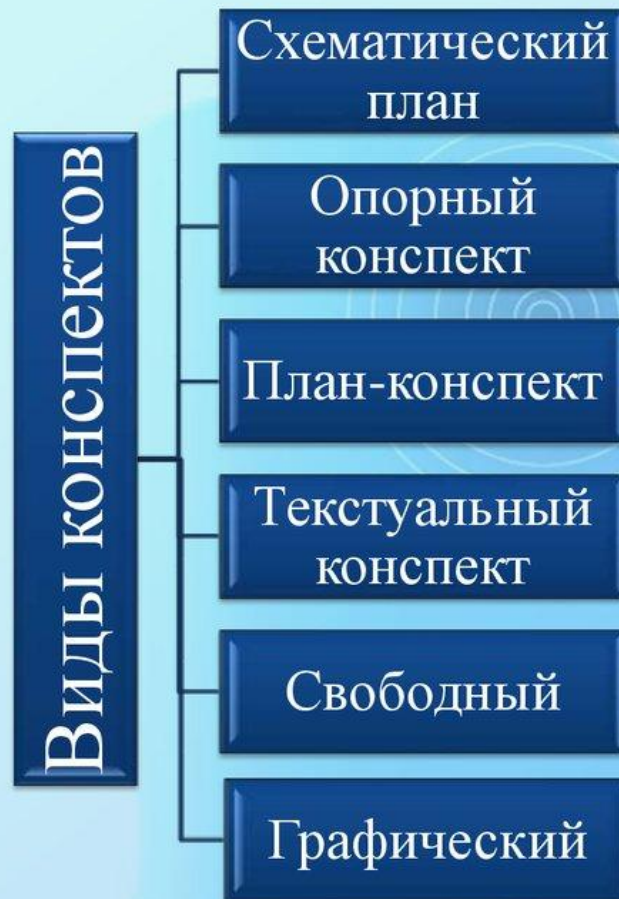 Виды конспектов
Схематический
план
Опорный
конспект
План-конспект
Текстуальный
конспект
Свободный
Графический